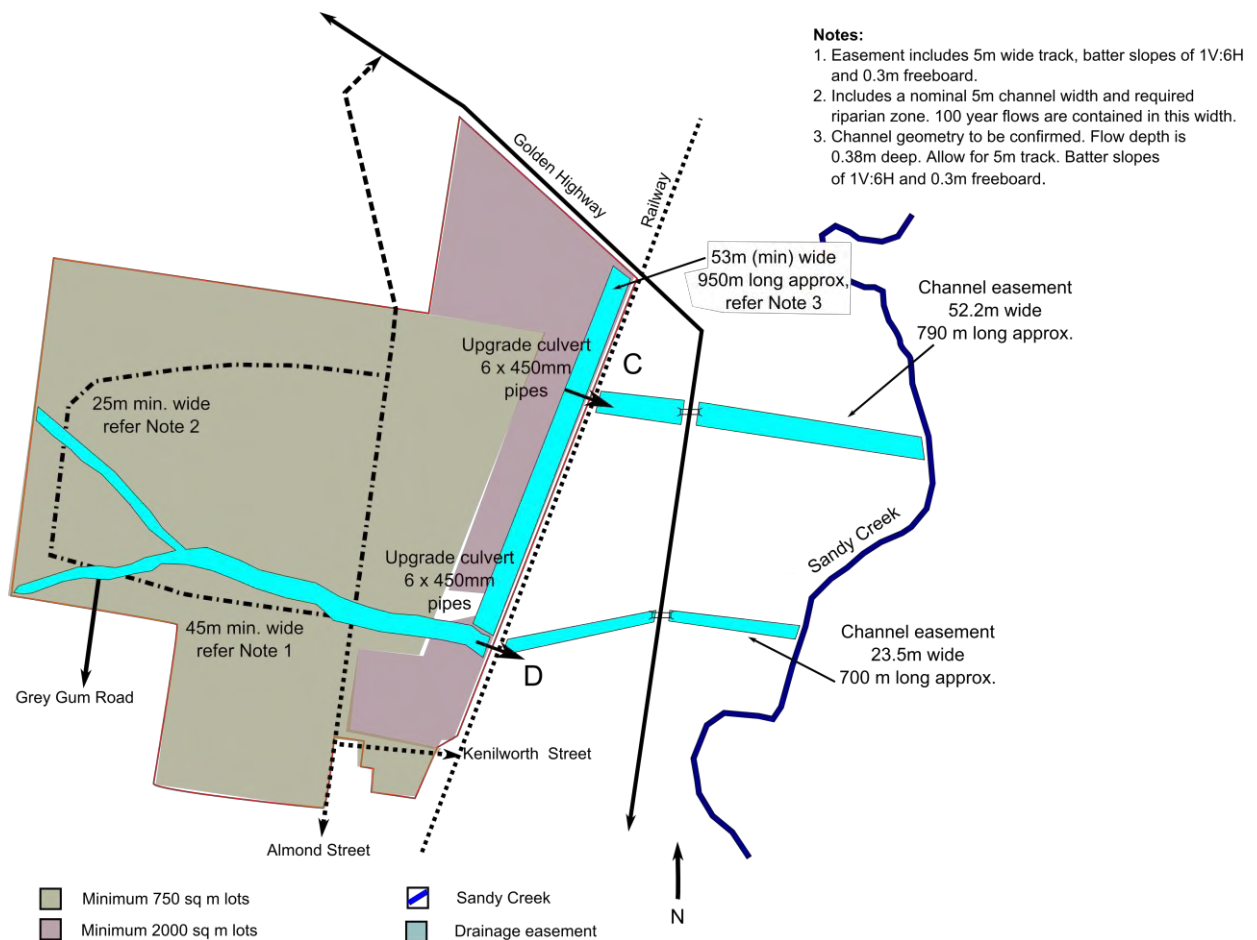 Notes:
1. Easement includes 5m wide track, batter slopes of 1V:6H
and 0.3m freeboard.
2. Includes a nominal 5m channel width and required
riparian zone. 100 year flows are contained in this width.
3. Channel geometry to be confirmed. Flow depth is
0.38m deep. Allow for 5m track. Batter slopes
of 1V:6H and 0.3m freeboard.
Golden Highway
Railway
53m (min) wide
950m long approx,
refer Note 3
Channel easement
52.2m wide
790 m long approx.
Upgrade culvert
6 x 450mm
pipes
C
25m min. wide
refer Note 2
Sandy Creek
Upgrade culvert
6 x 450mm
pipes
45m min. wide
refer Note 1
D
Channel easement
23.5m wide
700 m long approx.
Grey Gum Road
Kenilworth Street
Almond Street
Minimum 750 sq m lots
Sandy Creek
Minimum 2000 sq m lots
Drainage easement
N